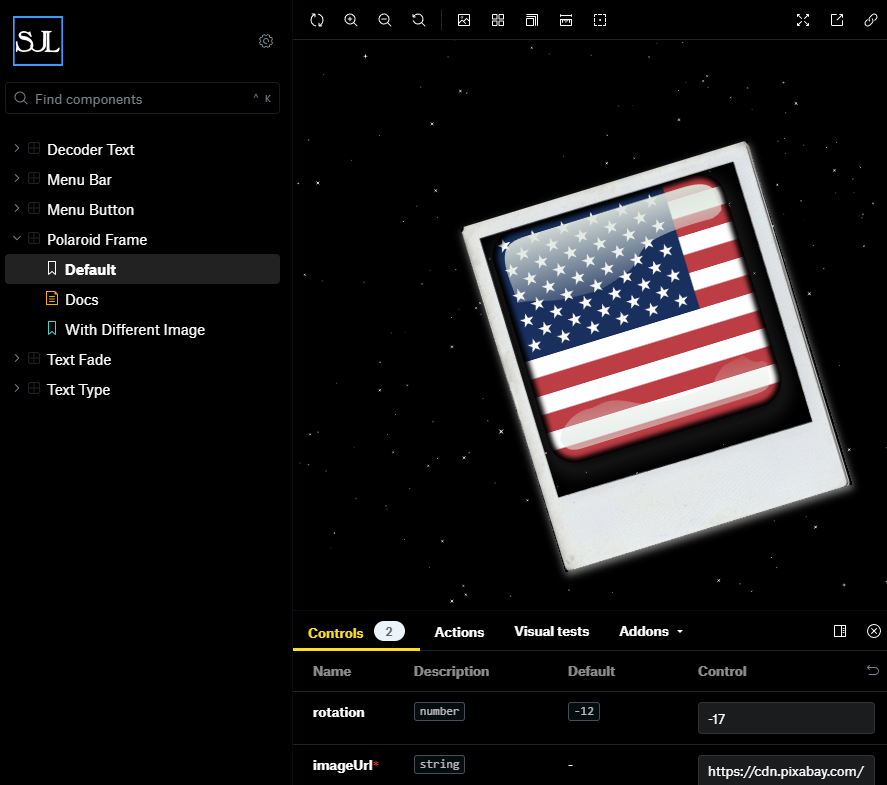 SJL
Find components
^ K
Decoder Text
Menu Bar
Menu Button
Polaroid Frame
Default
Docs
With Different Image
Text Fade
Text Type
Controls 2 Actions Visual tests Addons
Name Description Default Control
rotation number -12 -17
imageUrl* string - https://cdn.pixabay.com/